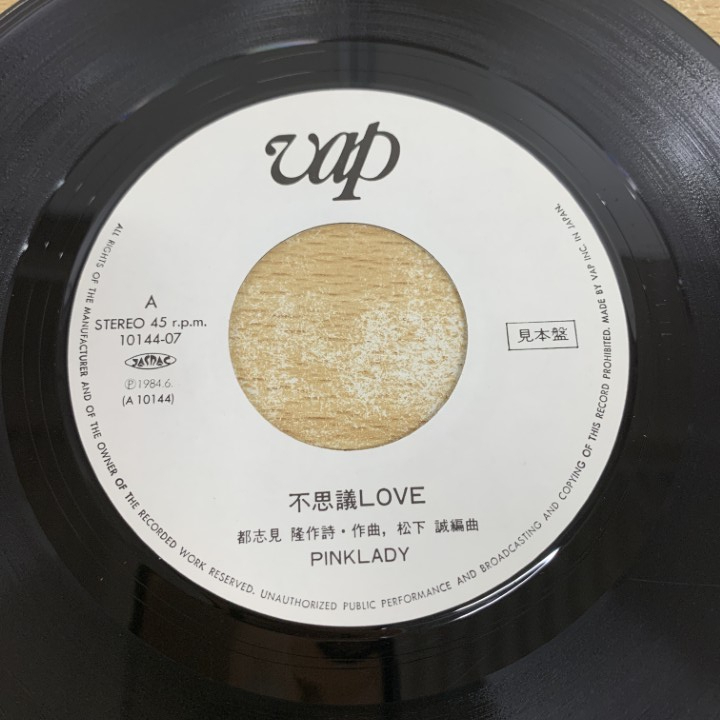 vap
A
STEREO 45 r.p.m.
10144-07
JASRAC
Ⓟ1984.6.
(A 10144)
見本盤
不思議LOVE
都志見 隆作詩・作曲, 松下 誠編曲
PINKLADY
ALL RIGHTS OF THE MANUFACTURER AND OF THE OWNER OF THE RECORDED WORK RESERVED. UNAUTHORIZED PUBLIC PERFORMANCE AND BROADCASTING AND COPYING OF THIS RECORD PROHIBITED. MADE BY VAP INC. IN JAPAN.